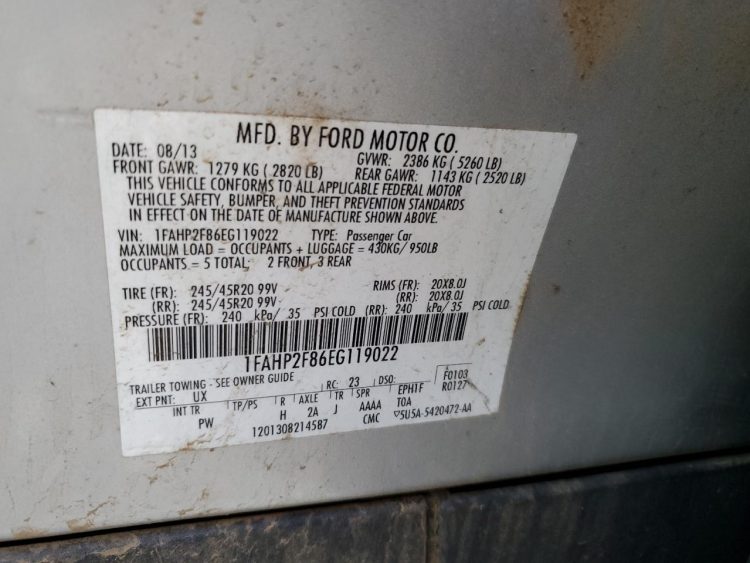 MFD. BY FORD MOTOR CO.
DATE: 08/13 GVWR: 2386 KG ( 5260 LB)
FRONT GAWR: 1279 KG ( 2820 LB) REAR GAWR: 1143 KG ( 2520 LB)
THIS VEHICLE CONFORMS TO ALL APPLICABLE FEDERAL MOTOR
VEHICLE SAFETY, BUMPER, AND THEFT PREVENTION STANDARDS
IN EFFECT ON THE DATE OF MANUFACTURE SHOWN ABOVE.
VIN: 1FAHP2F86EG119022 TYPE: Passenger Car
MAXIMUM LOAD = OCCUPANTS + LUGGAGE = 430KG/ 950LB
OCCUPANTS = 5 TOTAL: 2 FRONT, 3 REAR
TIRE (FR): 245/45R20 99V RIMS (FR): 20X8.0J
(RR): 245/45R20 99V (RR): 20X8.0J
PRESSURE (FR): 240 kPa/ 35 PSI COLD (RR): 240 kPa/ 35 PSI COLD
1FAHP2F86EG119022
TRAILER TOWING - SEE OWNER GUIDE F0103
EXT PNT: UX RC: 23 DSO: R0127
INT TR TP/PS R AXLE TR SPR EPHTF
PW H 2A J AAAA TOA
1201308214587 CMC 5U5A-5420472-AA